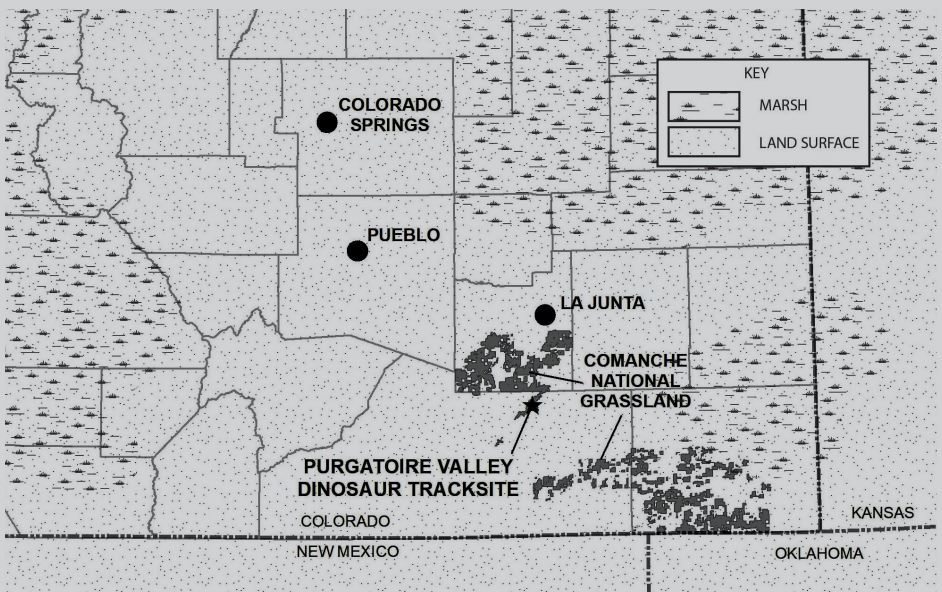 KEY
MARSH
LAND SURFACE
COLORADO
SPRINGS
PUEBLO
LA JUNTA
COMANCHE
NATIONAL
GRASSLAND
PURGATOIRE VALLEY
DINOSAUR TRACKSITE
COLORADO
KANSAS
NEW MEXICO
OKLAHOMA